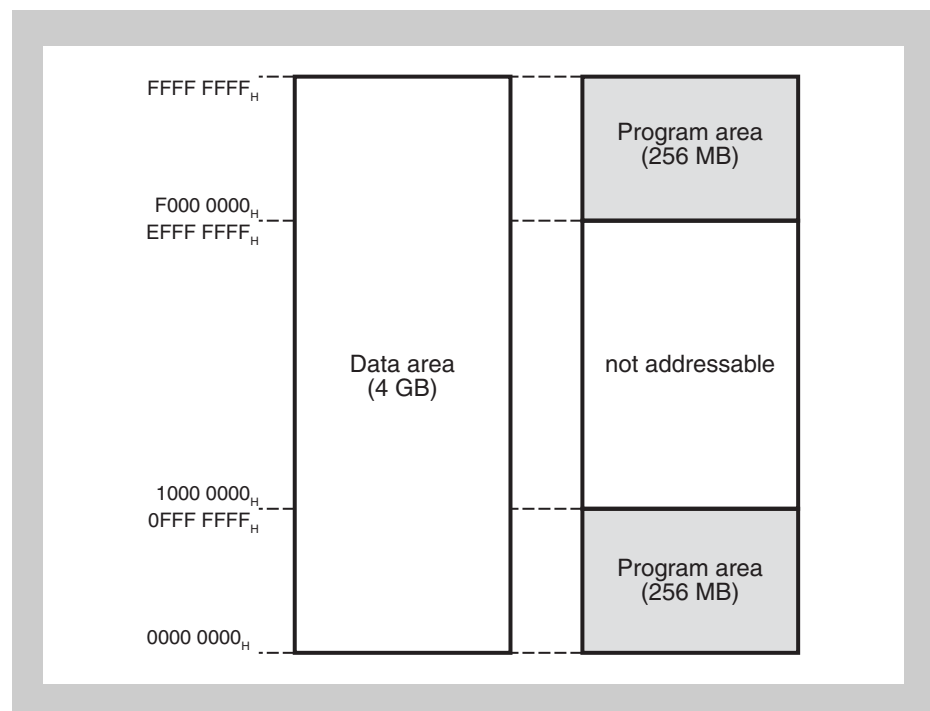 FFFF FFFFH
Program area
(256 MB)
F000 0000H
EFFF FFFFH
Data area
(4 GB)
not addressable
1000 0000H
0FFF FFFFH
Program area
(256 MB)
0000 0000H